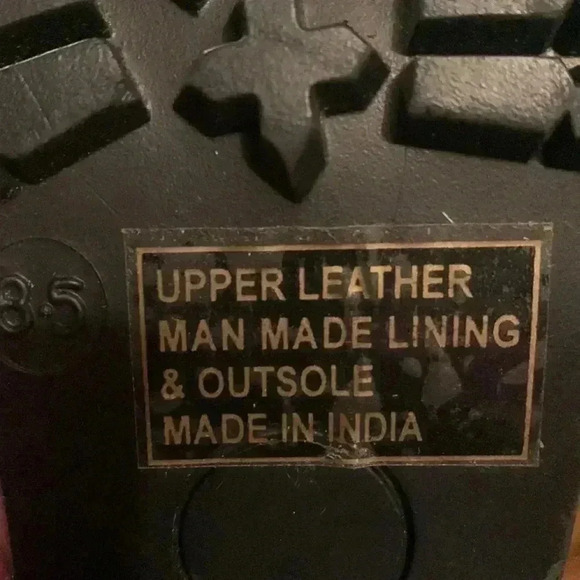 UPPER LEATHER
MAN MADE LINING
& OUTSOLE
MADE IN INDIA
8.5